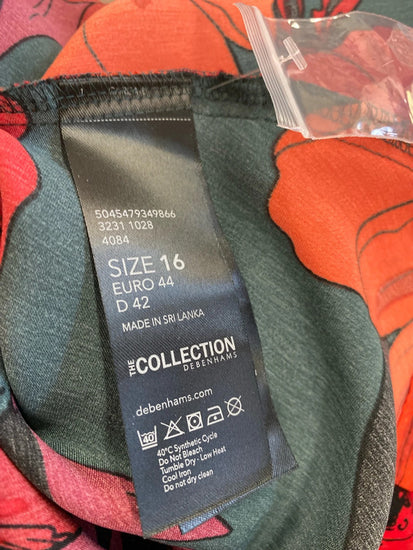 5045479349866
3231 1028
4084
SIZE 16
EURO 44
D 42
MADE IN SRI LANKA
THE COLLECTION
DEBENHAMS
debenhams.com
40
40°C Synthetic Cycle
Do Not Bleach
Tumble Dry - Low Heat
Cool Iron
Do not dry clean